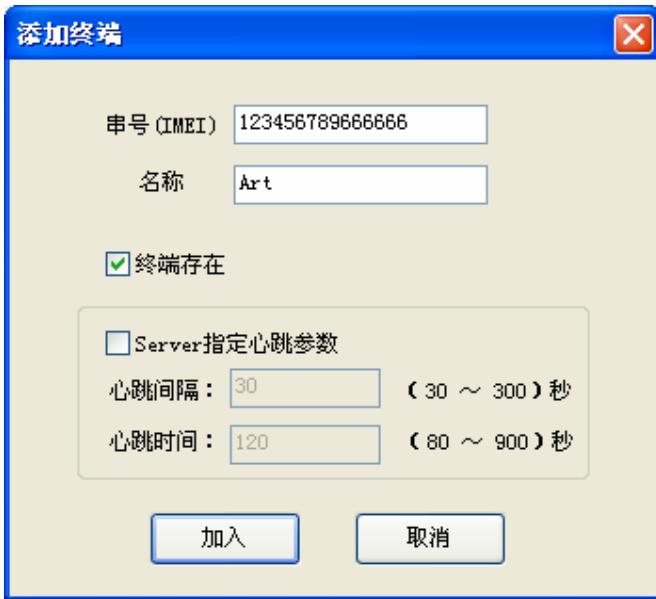 添加终端
串号(IMEI) 123456789666666
名称 Art
终端存在
Server指定心跳参数
心跳间隔： 30 （30 ～ 300）秒
心跳时间： 120 （80 ～ 900）秒
加入 取消